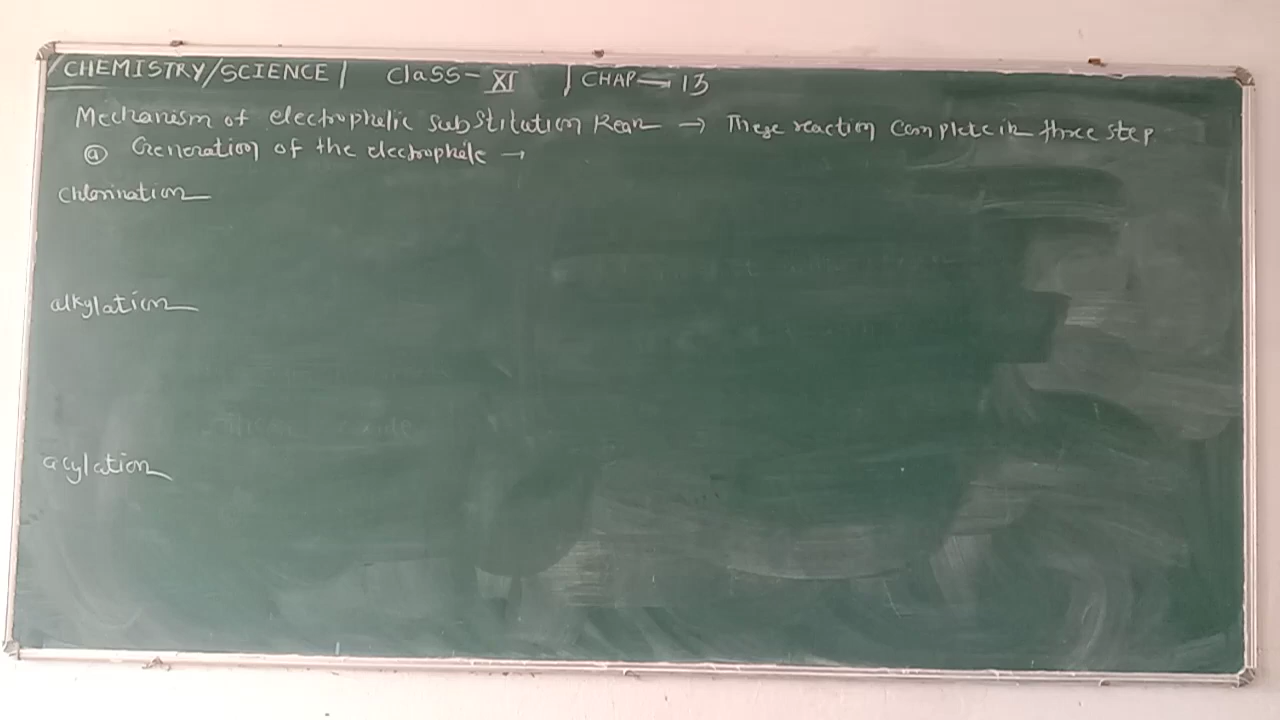 CHEMISTRY/SCIENCE | Class - XI | CHAP → 13
Mechanism of electrophelic substitution Rean → These reaction Complete in three step
ⓐ Generation of the electrophile →
Chlorination
alkylation
acylation